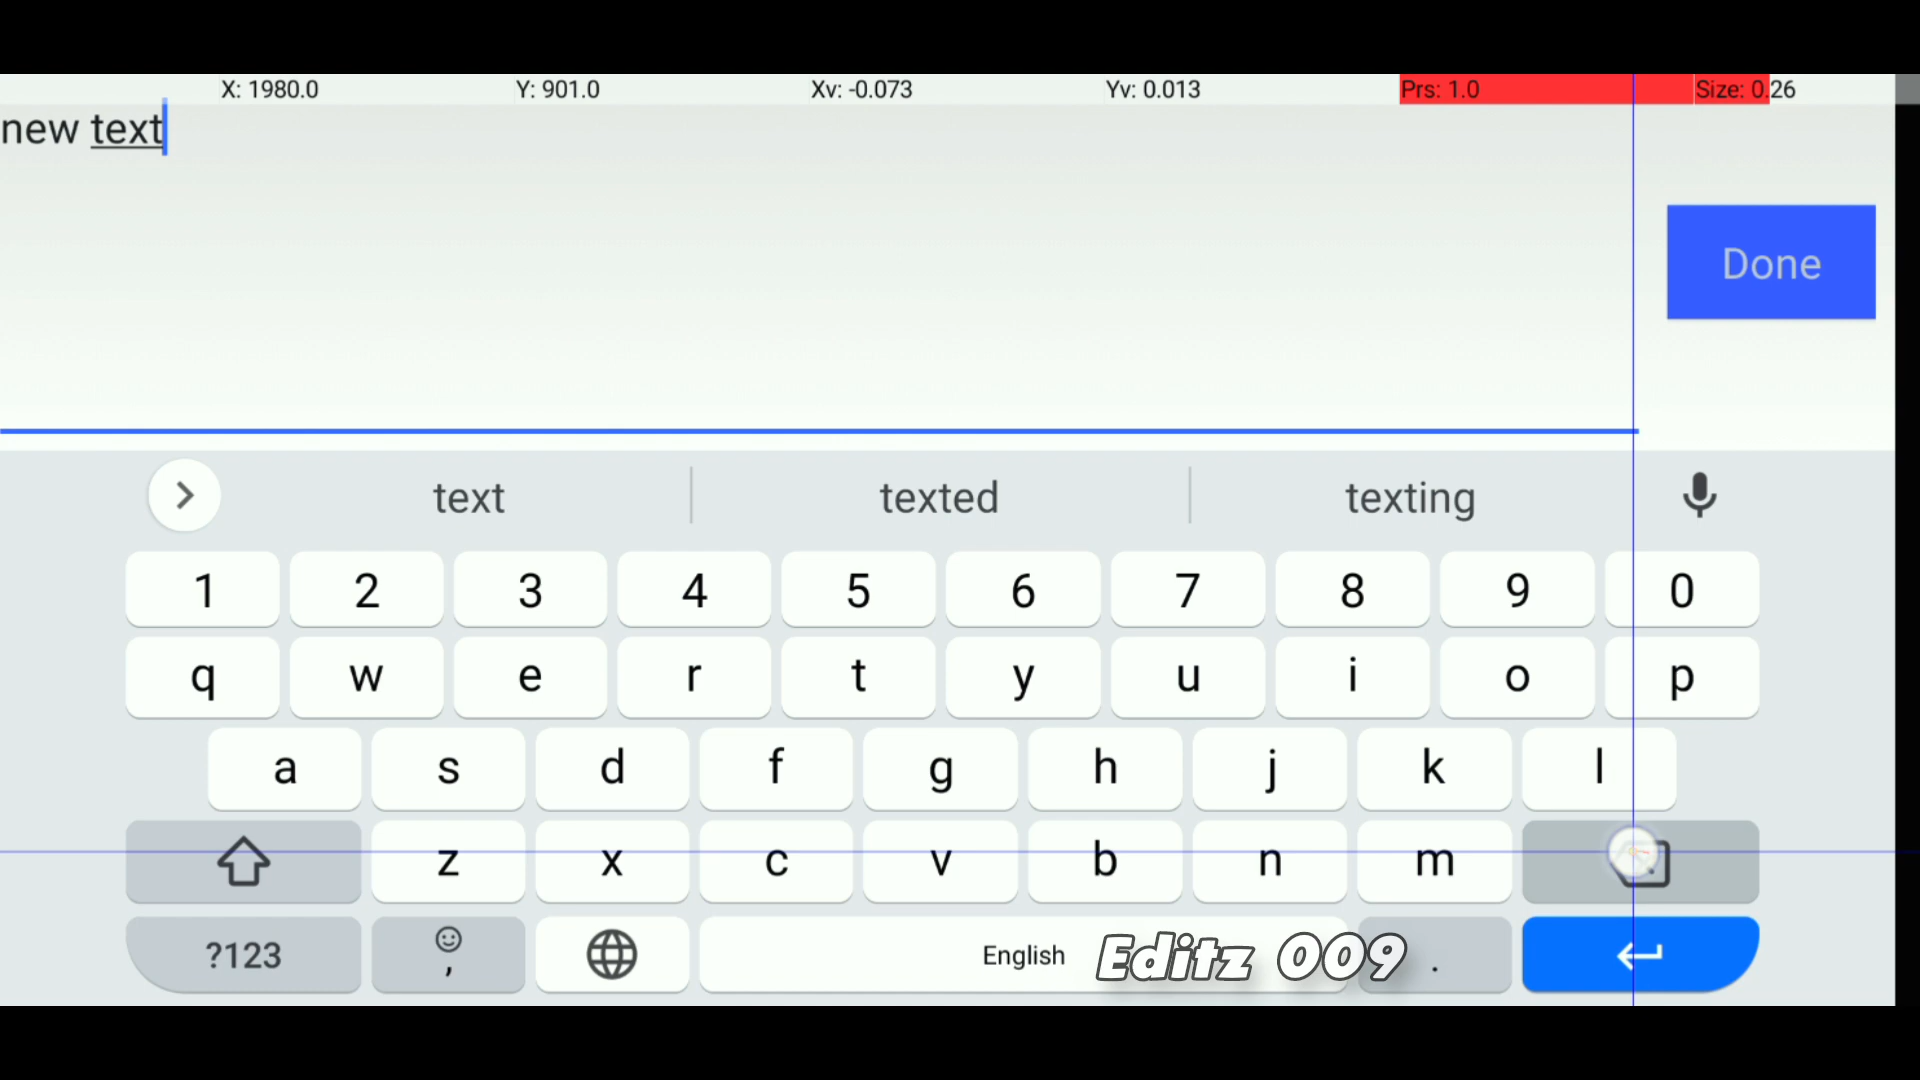 X: 1980.0 Y: 901.0 Xv: -0.073 Yv: 0.013 Prs: 1.0 Size: 0.26
new text
Done
text texted texting
1 2 3 4 5 6 7 8 9 0
q w e r t y u i o p
a s d f g h j k l
z x c v b n m
?123 , English Editz 009 .